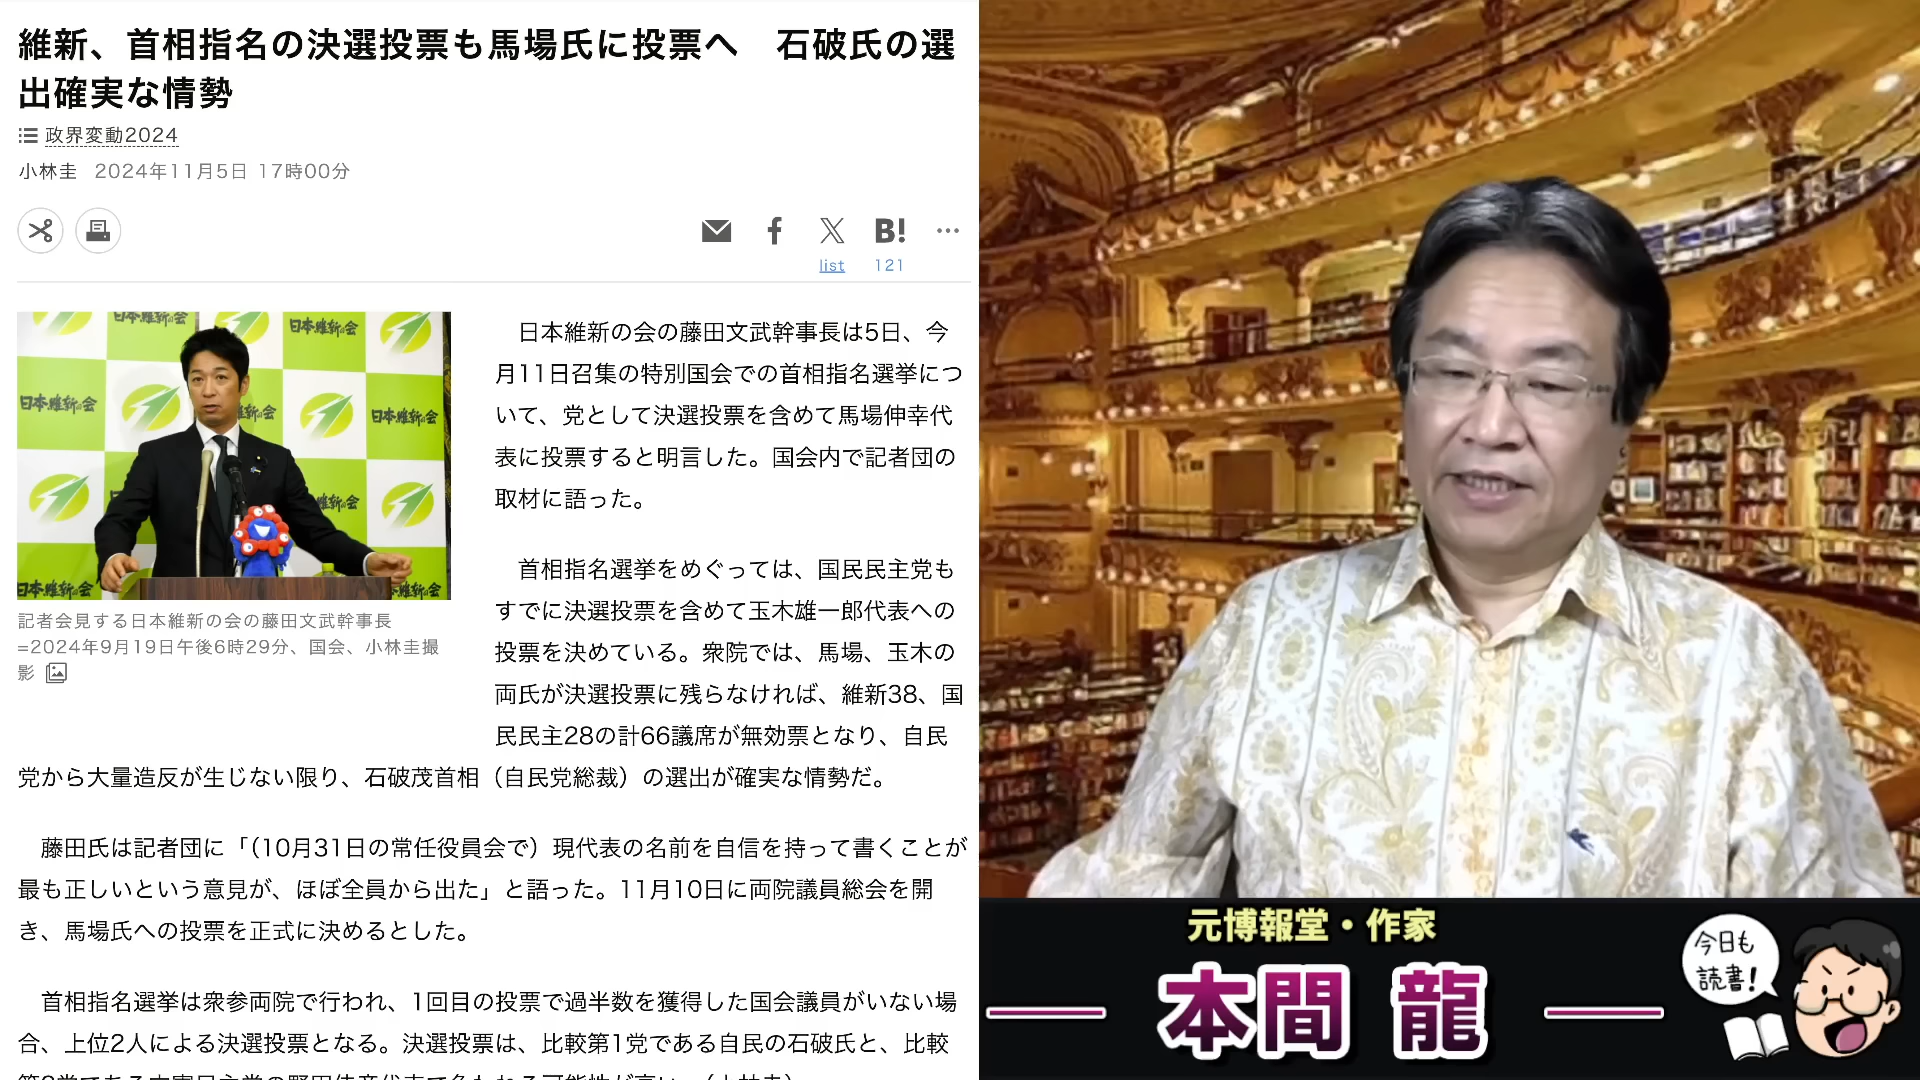 維新、首相指名の決選投票も馬場氏に投票へ　石破氏の選
出確実な情勢
政界変動2024
小林圭　2024年11月5日 17時00分
B!
list
121
日本維新の会
日本維新の会
日本維新の会
日本維新の会
日本維新の会
記者会見する日本維新の会の藤田文武幹事長
=2024年9月19日午後6時29分、国会、小林圭撮
影
　日本維新の会の藤田文武幹事長は5日、今
月11日召集の特別国会での首相指名選挙につ
いて、党として決選投票を含めて馬場伸幸代
表に投票すると明言した。国会内で記者団の
取材に語った。
　首相指名選挙をめぐっては、国民民主党も
すでに決選投票を含めて玉木雄一郎代表への
投票を決めている。衆院では、馬場、玉木の
両氏が決選投票に残らなければ、維新38、国
民民主28の計66議席が無効票となり、自民
党から大量造反が生じない限り、石破茂首相（自民党総裁）の選出が確実な情勢だ。
　藤田氏は記者団に「（10月31日の常任役員会で）現代表の名前を自信を持って書くことが
最も正しいという意見が、ほぼ全員から出た」と語った。11月10日に両院議員総会を開
き、馬場氏への投票を正式に決めるとした。
　首相指名選挙は衆参両院で行われ、1回目の投票で過半数を獲得した国会議員がいない場
合、上位2人による決選投票となる。決選投票は、比較第1党である自民の石破氏と、比較
元博報堂・作家
本間 龍
今日も
読書!